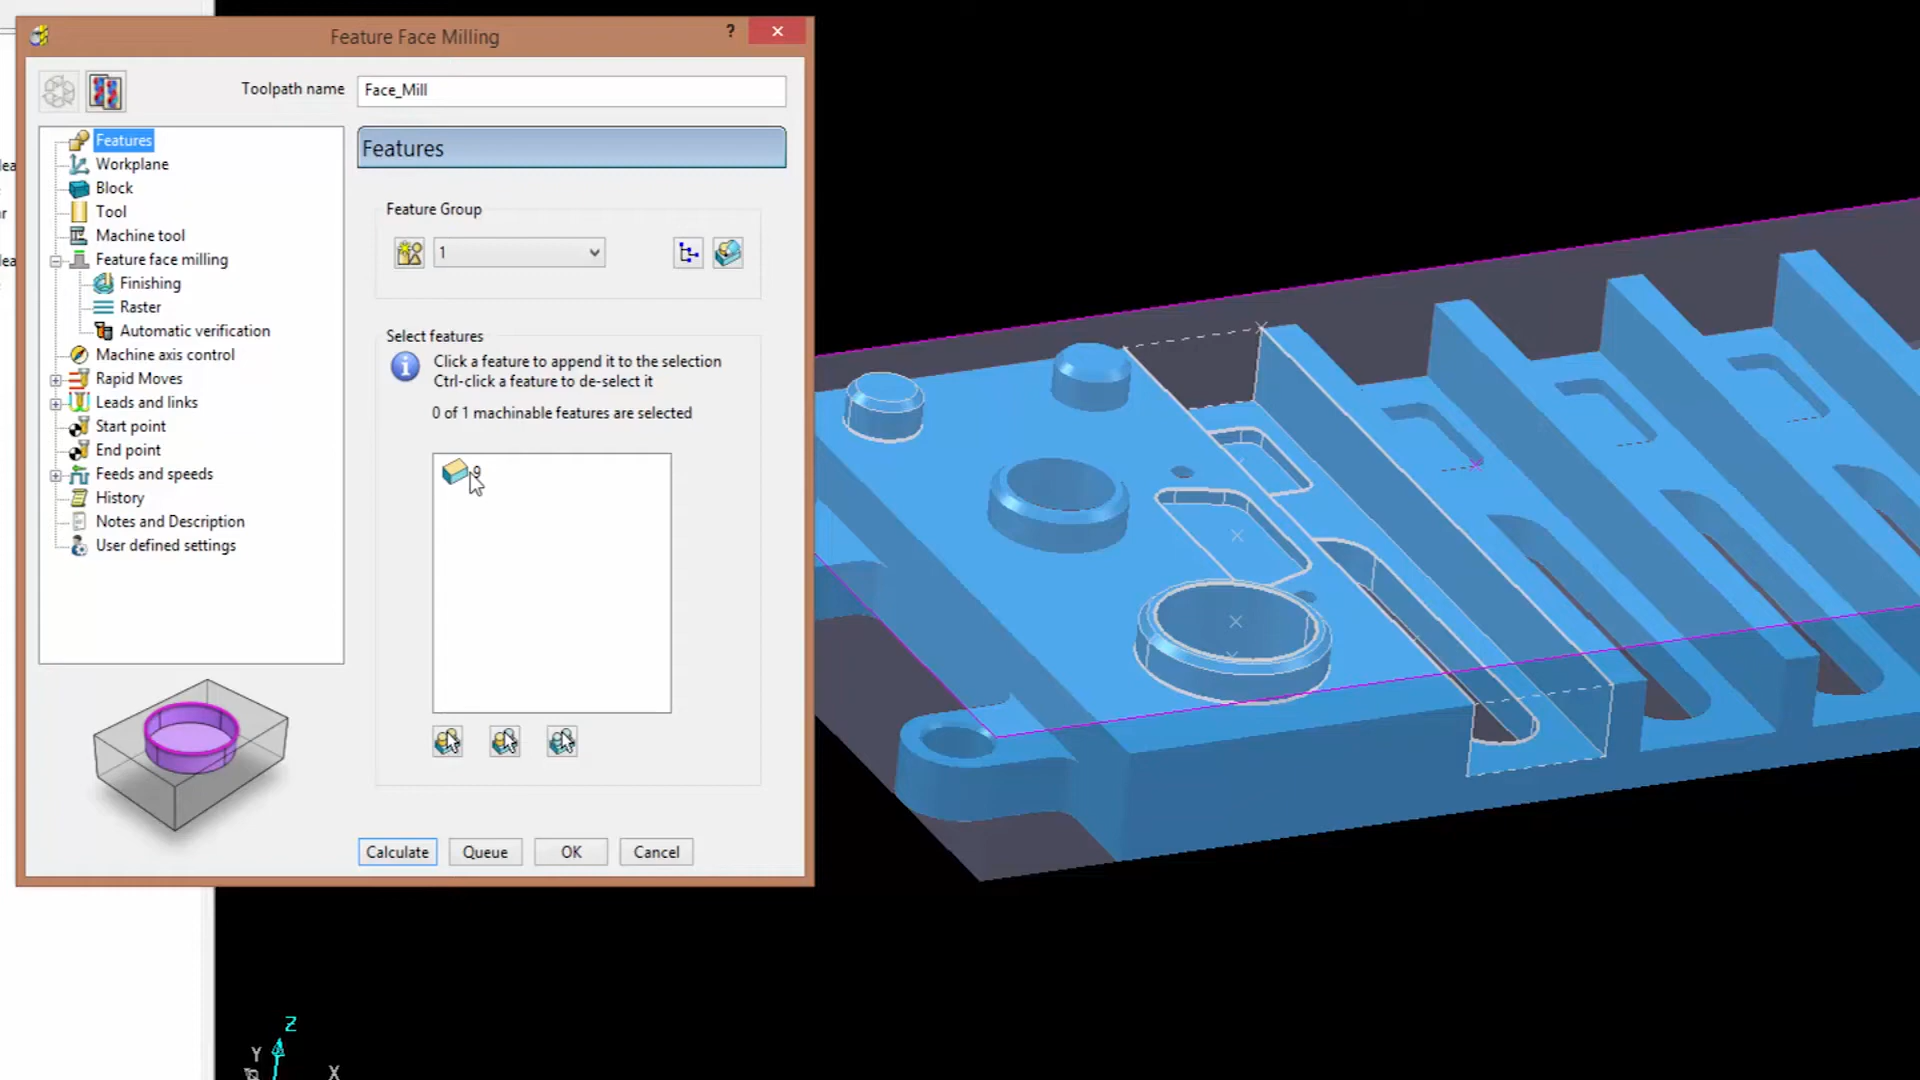 Feature Face Milling
?
Toolpath name
Face_Mill
Features
Workplane
Block
Tool
Machine tool
Feature face milling
Finishing
Raster
Automatic verification
Machine axis control
Rapid Moves
Leads and links
Start point
End point
Feeds and speeds
History
Notes and Description
User defined settings
Features
Feature Group
1
Select features
Click a feature to append it to the selection
Ctrl-click a feature to de-select it
0 of 1 machinable features are selected
9
Calculate
Queue
OK
Cancel
Z
Y
X